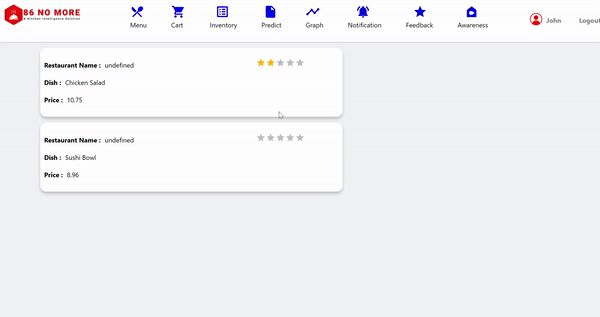 86 NO MORE
A Kitchen Intelligence Solution
Menu
Cart
Inventory
Predict
Graph
Notification
Feedback
Awareness
John
Logout
Restaurant Name : undefined
Dish : Chicken Salad
Price : 10.75
Restaurant Name : undefined
Dish : Sushi Bowl
Price : 8.96